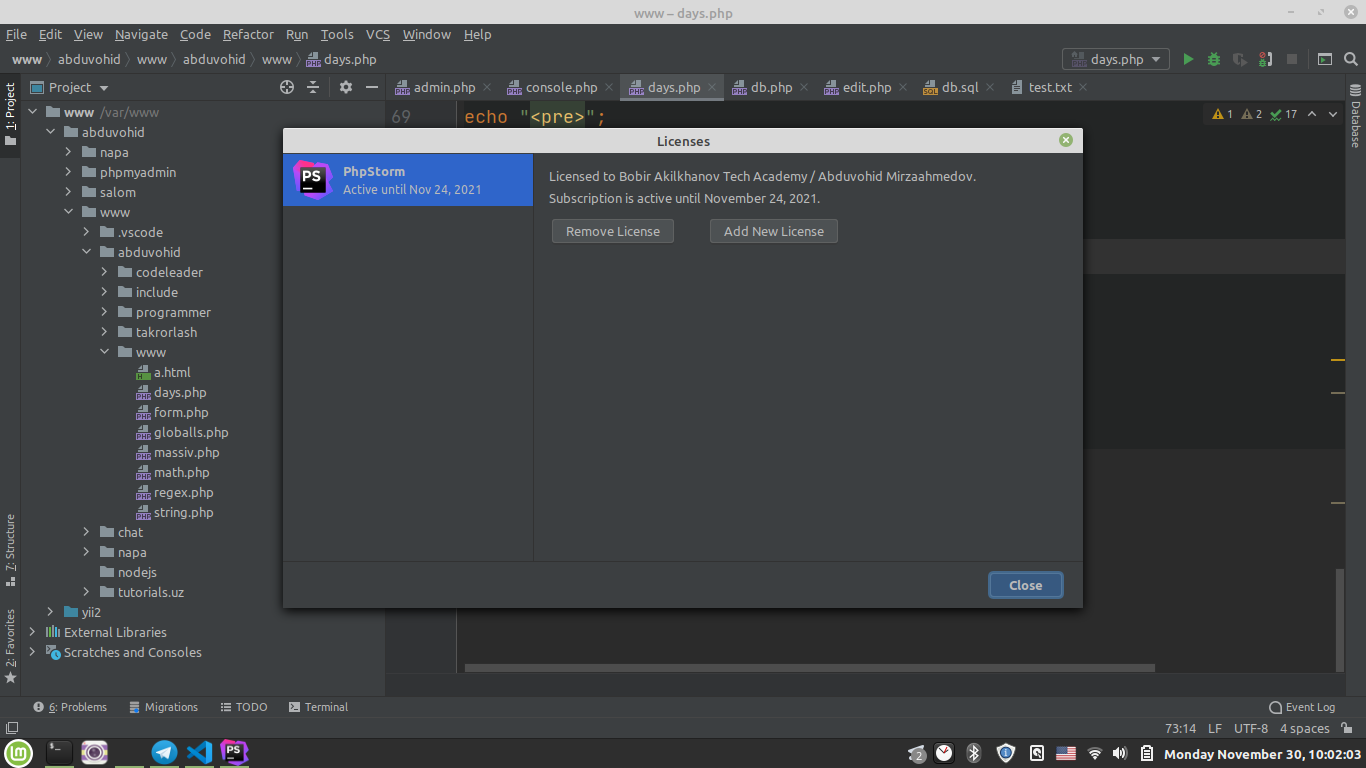 www – days.php
File Edit View Navigate Code Refactor Run Tools VCS Window Help
www abduvohid www abduvohid www days.php
days.php
1: Project
Project
admin.php console.php days.php db.php edit.php db.sql test.txt
Database
www /var/www
abduvohid
napa
phpmyadmin
salom
www
.vscode
abduvohid
codeleader
include
programmer
takrorlash
www
a.html
days.php
form.php
globalls.php
massiv.php
math.php
regex.php
string.php
chat
napa
nodejs
tutorials.uz
yii2
External Libraries
Scratches and Consoles
7: Structure
2: Favorites
69 echo "<pre>";
1 2 17
Licenses
PS
PhpStorm
Active until Nov 24, 2021
Licensed to Bobir Akilkhanov Tech Academy / Abduvohid Mirzaahmedov.
Subscription is active until November 24, 2021.
Remove License Add New License
Close
6: Problems Migrations TODO Terminal Event Log
73:14 LF UTF-8 4 spaces
2 Monday November 30, 10:02:03